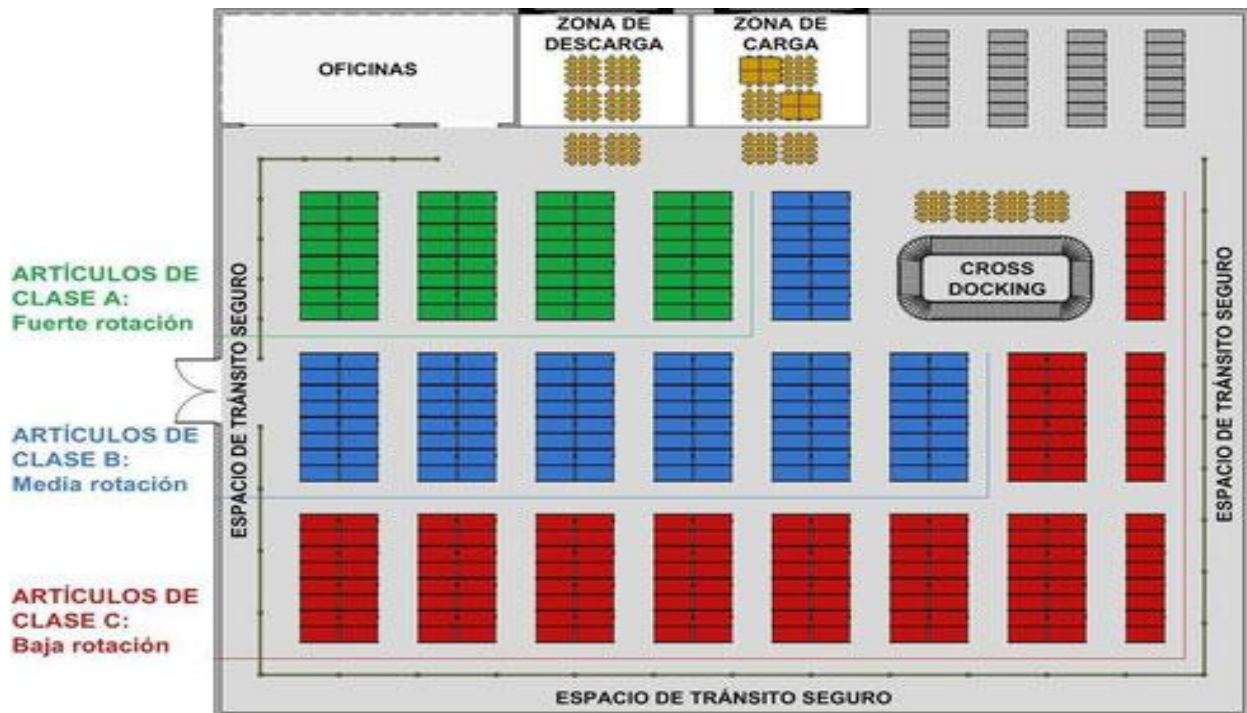 OFICINAS
ZONA DE
DESCARGA
ZONA DE
CARGA
CROSS
DOCKING
ARTÍCULOS DE
CLASE A:
Fuerte rotación
ARTÍCULOS DE
CLASE B:
Media rotación
ARTÍCULOS DE
CLASE C:
Baja rotación
ESPACIO DE TRÁNSITO SEGURO
ESPACIO DE TRÁNSITO SEGURO
ESPACIO DE TRÁNSITO SEGURO